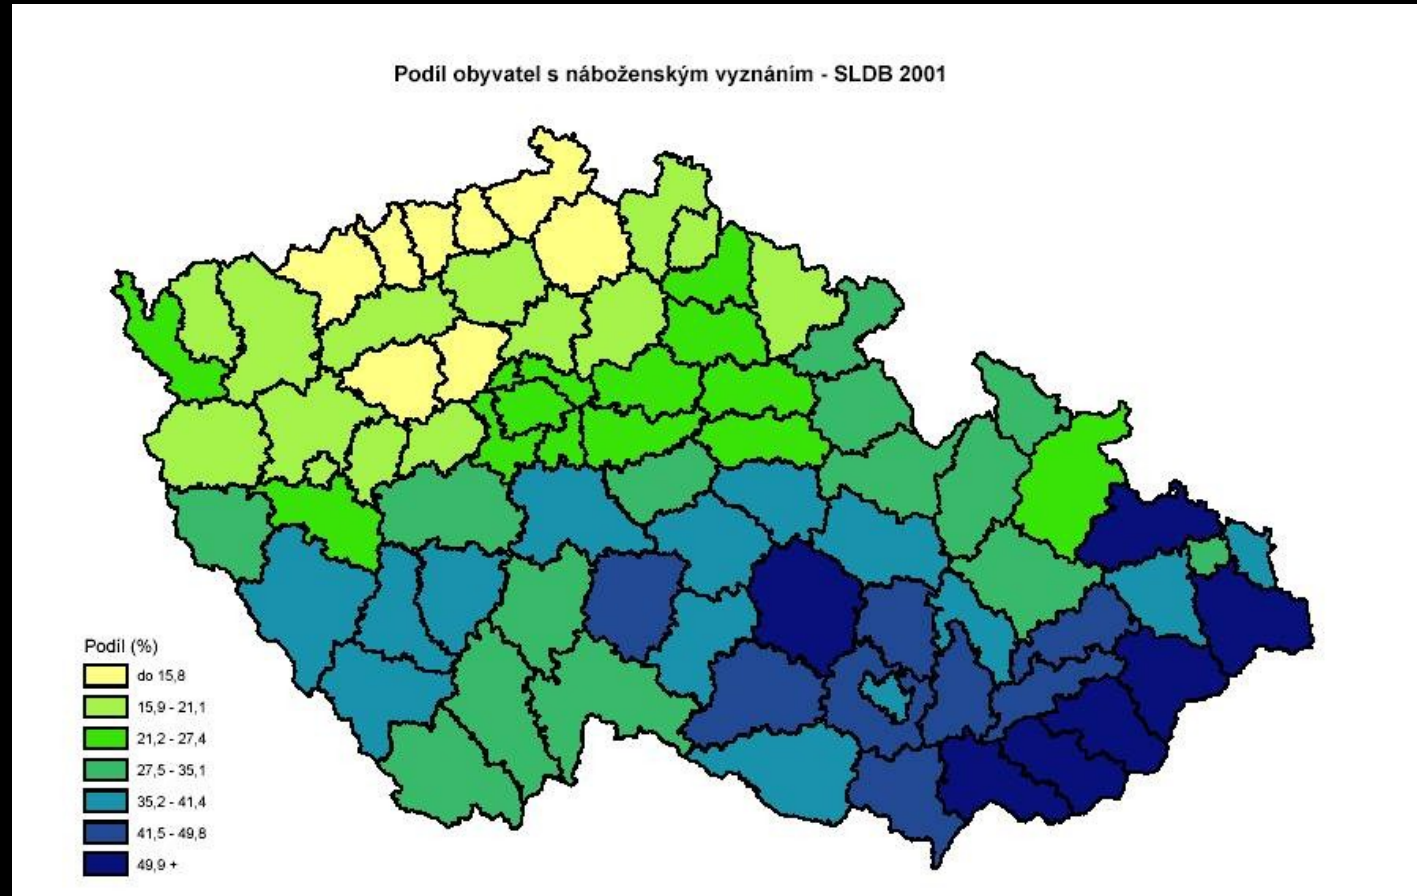 Podíl obyvatel s náboženským vyznáním - SLDB 2001
Podíl (%)
do 15,8
15,9 - 21,1
21,2 - 27,4
27,5 - 35,1
35,2 - 41,4
41,5 - 49,8
49,9 +